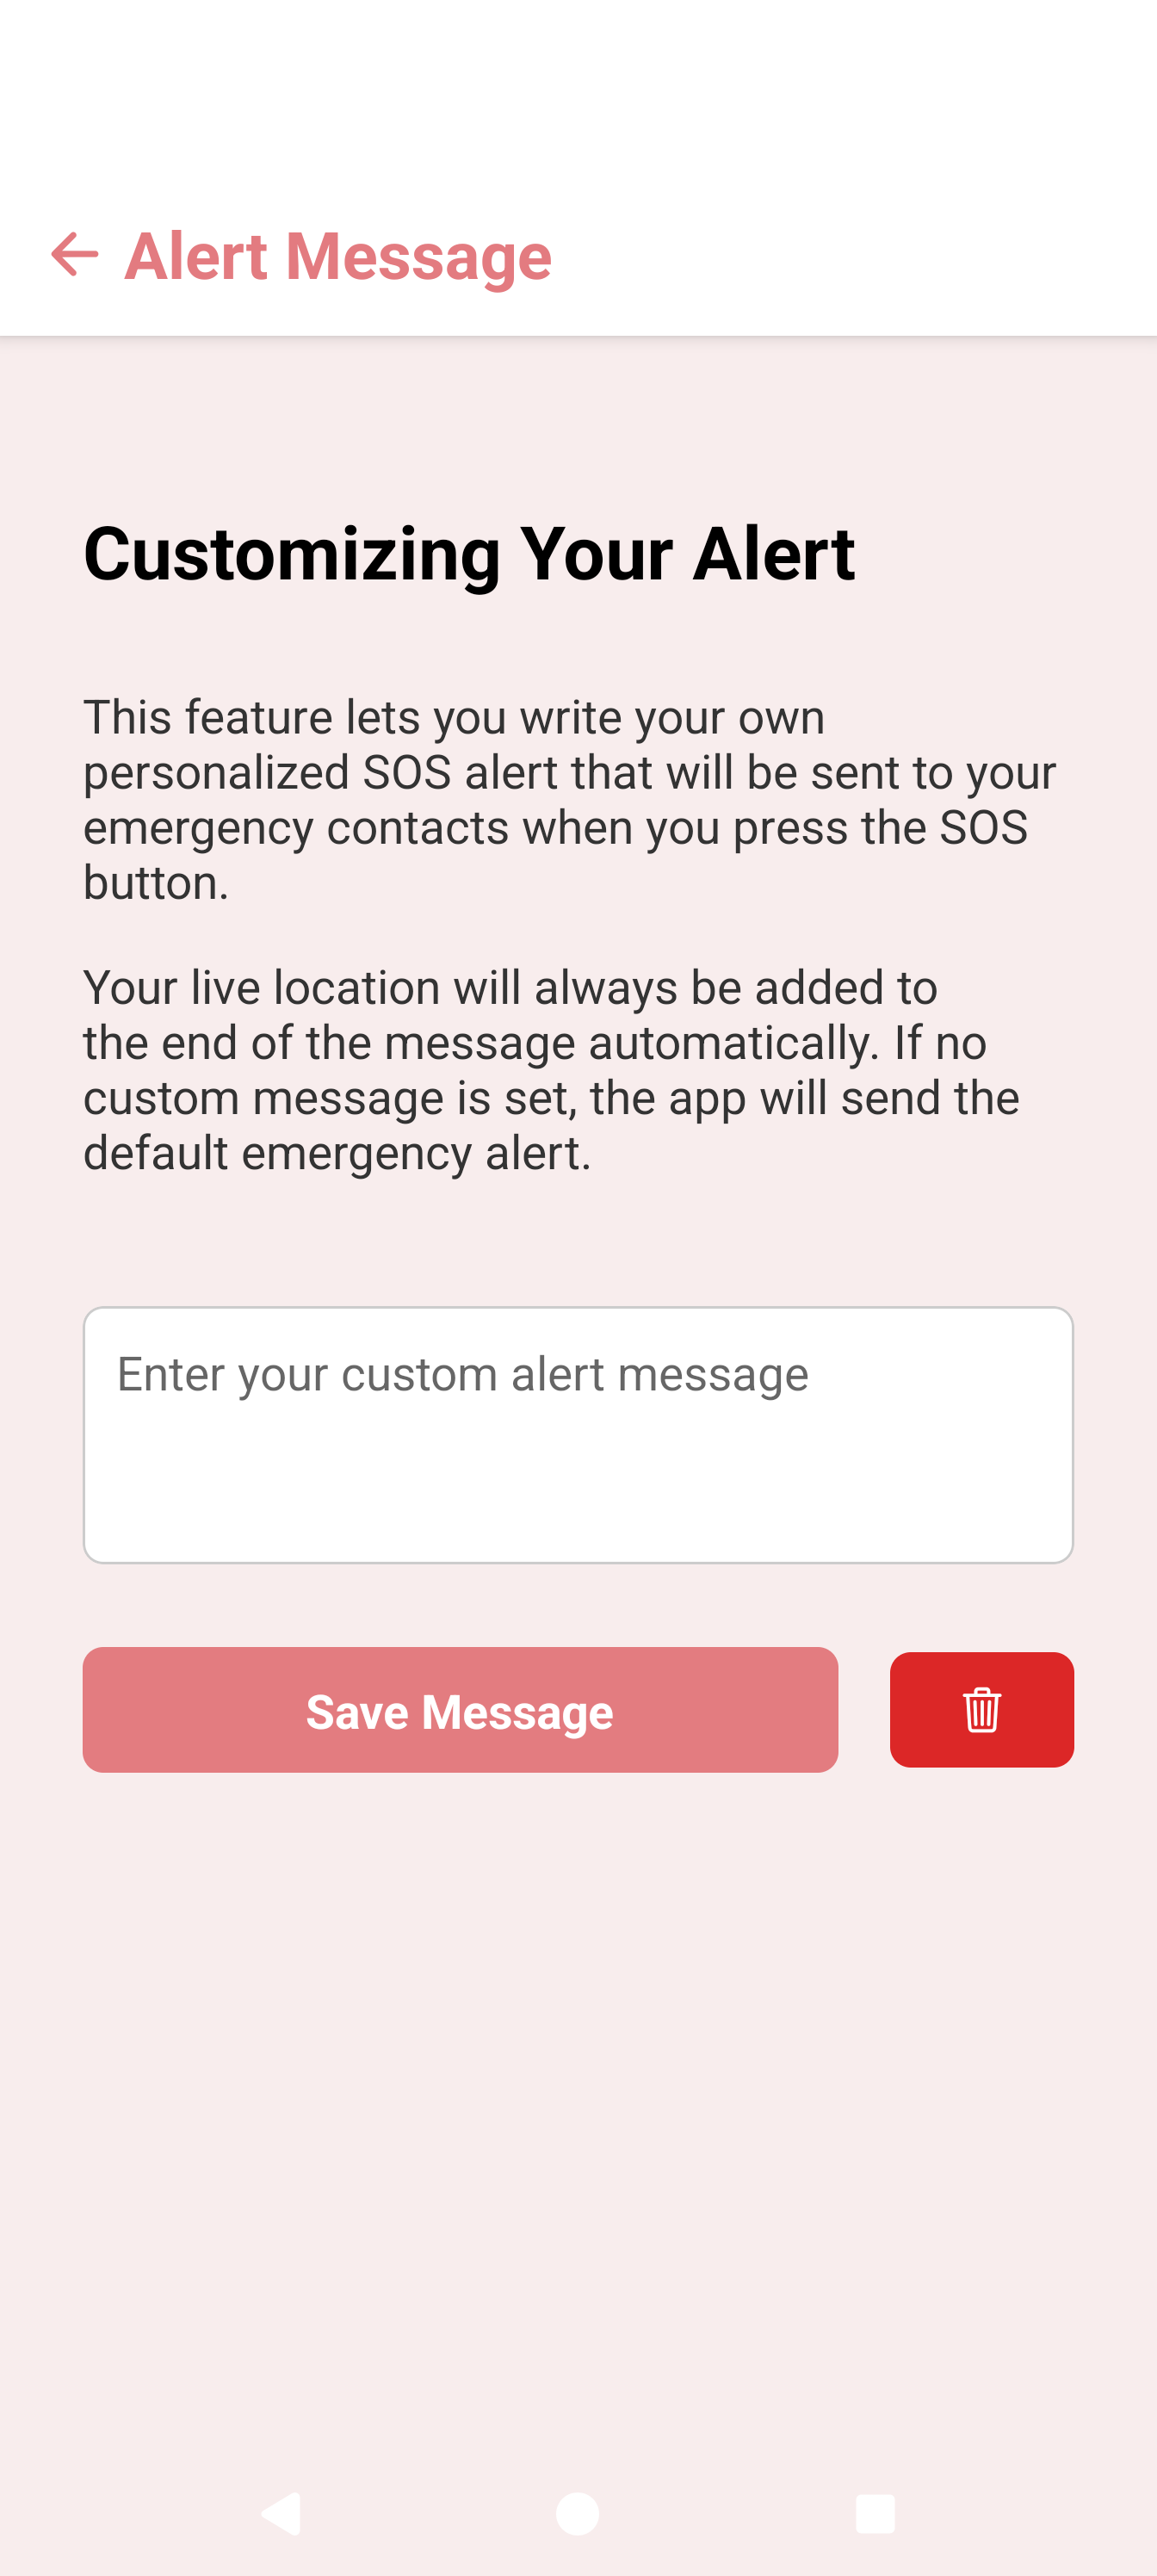 Alert Message
Customizing Your Alert
This feature lets you write your own
personalized SOS alert that will be sent to your
emergency contacts when you press the SOS
button.
Your live location will always be added to
the end of the message automatically. If no
custom message is set, the app will send the
default emergency alert.
Enter your custom alert message
Save Message